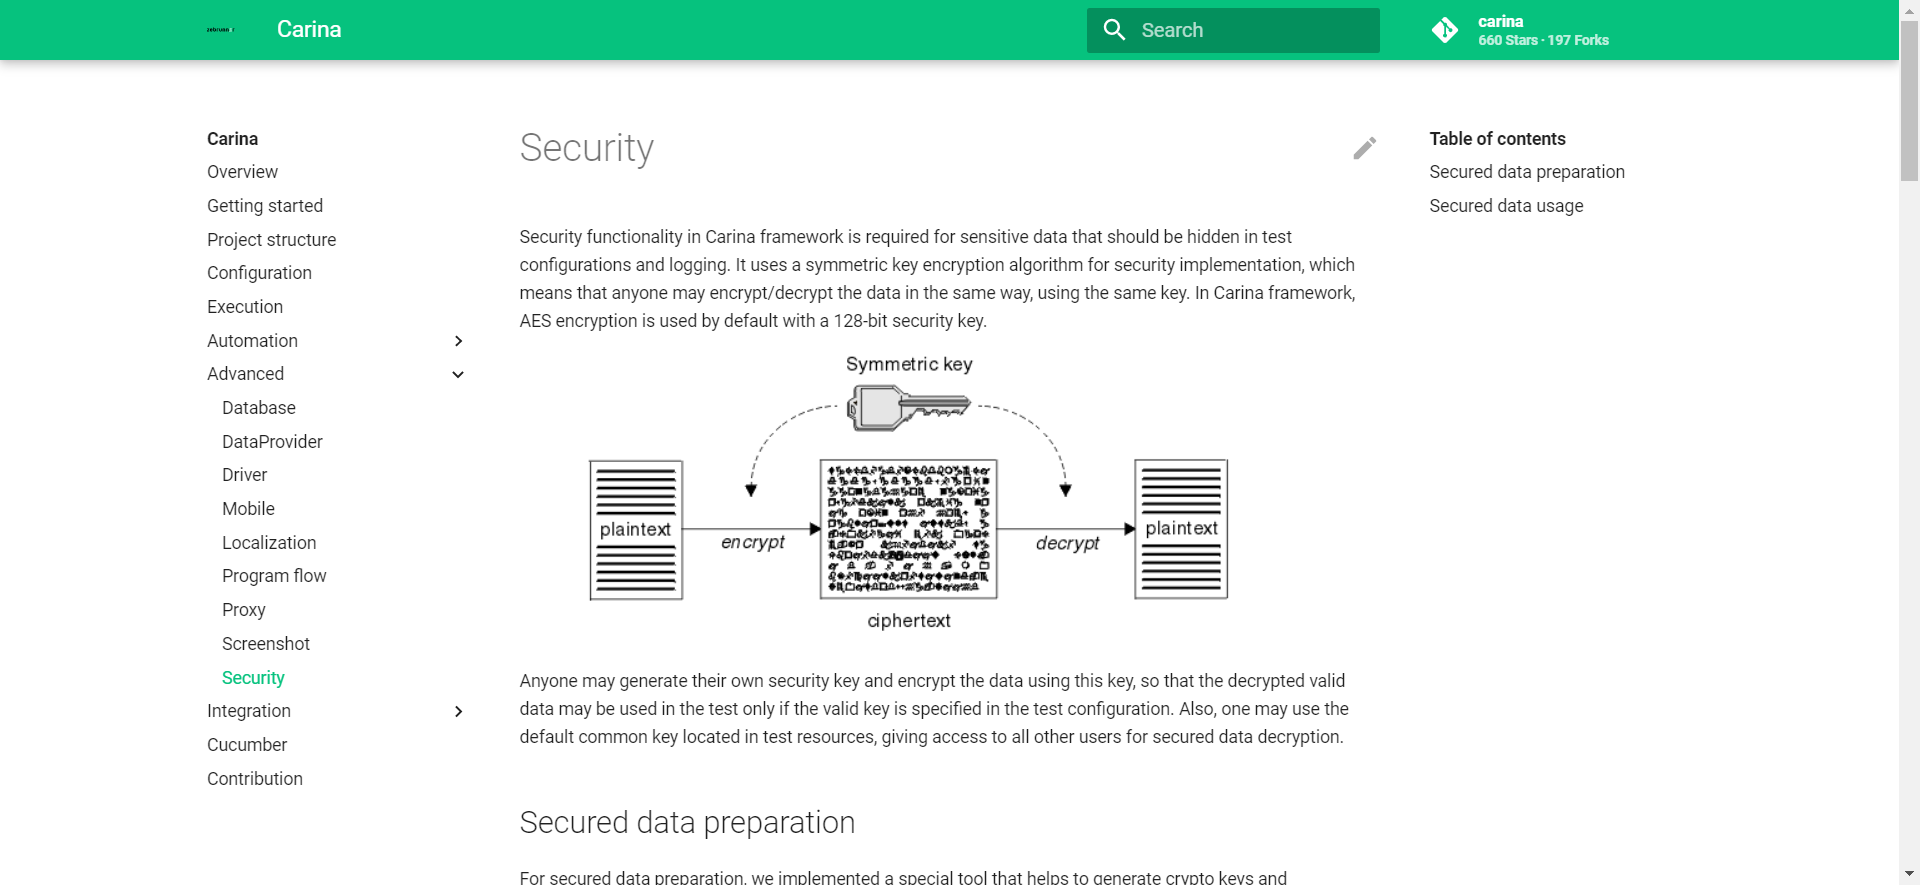 zebrunner
Carina
Search
carina
660 Stars · 197 Forks
Carina
Overview
Getting started
Project structure
Configuration
Execution
Automation
Advanced
Database
DataProvider
Driver
Mobile
Localization
Program flow
Proxy
Screenshot
Security
Integration
Cucumber
Contribution
Security
Security functionality in Carina framework is required for sensitive data that should be hidden in test
configurations and logging. It uses a symmetric key encryption algorithm for security implementation, which
means that anyone may encrypt/decrypt the data in the same way, using the same key. In Carina framework,
AES encryption is used by default with a 128-bit security key.
Symmetric key
plaintext
encrypt
decrypt
plaintext
ciphertext
Anyone may generate their own security key and encrypt the data using this key, so that the decrypted valid
data may be used in the test only if the valid key is specified in the test configuration. Also, one may use the
default common key located in test resources, giving access to all other users for secured data decryption.
Secured data preparation
For secured data preparation, we implemented a special tool that helps to generate crypto keys and
Table of contents
Secured data preparation
Secured data usage